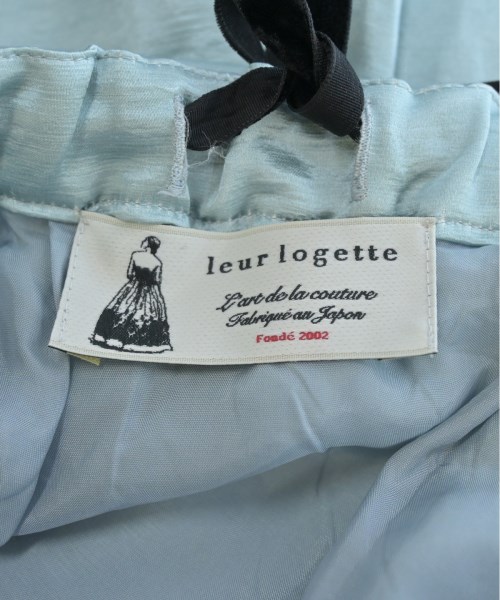 leur logette
L'art de la couture
Fabriqué au Japon
Fondé 2002